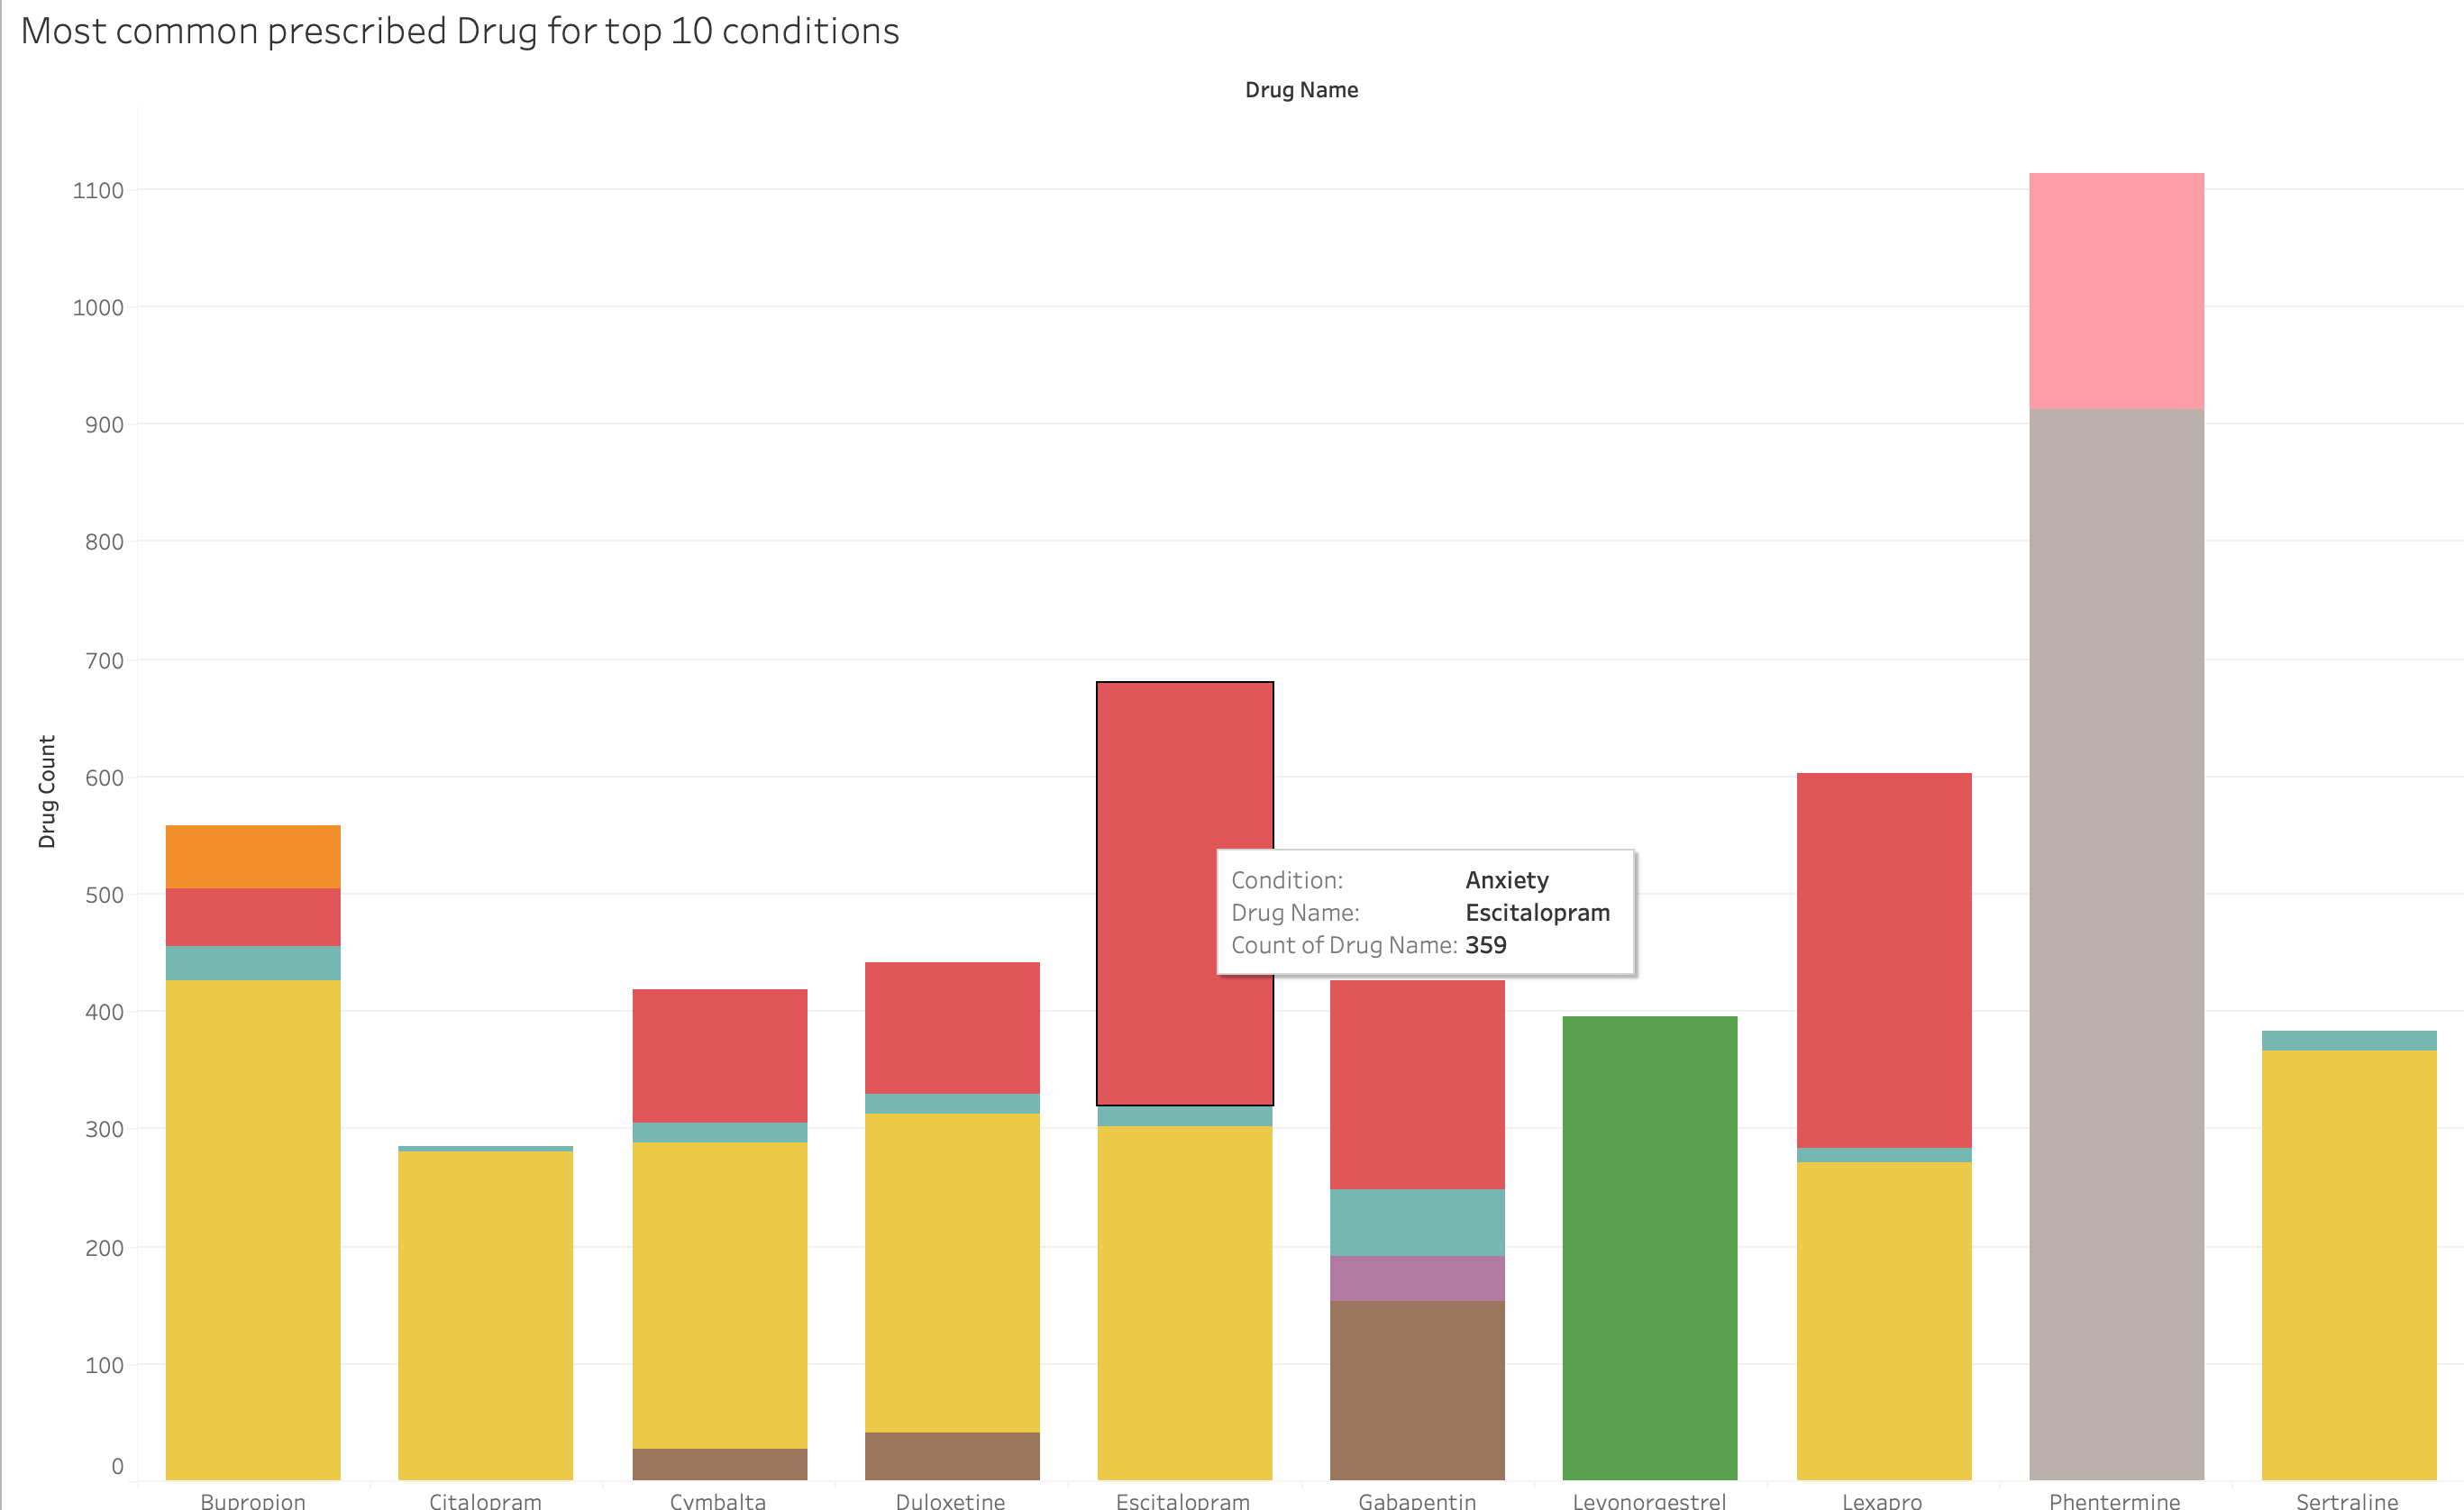 Most common prescribed Drug for top 10 conditions
Drug Name
1100
1000
900
800
700
600
500
400
300
200
100
0
Drug Count
Condition: Anxiety
Drug Name: Escitalopram
Count of Drug Name: 359
Bupropion Citalopram Cymbalta Duloxetine Escitalopram Gabapentin Levonorgestrel Lexapro Phentermine Sertraline